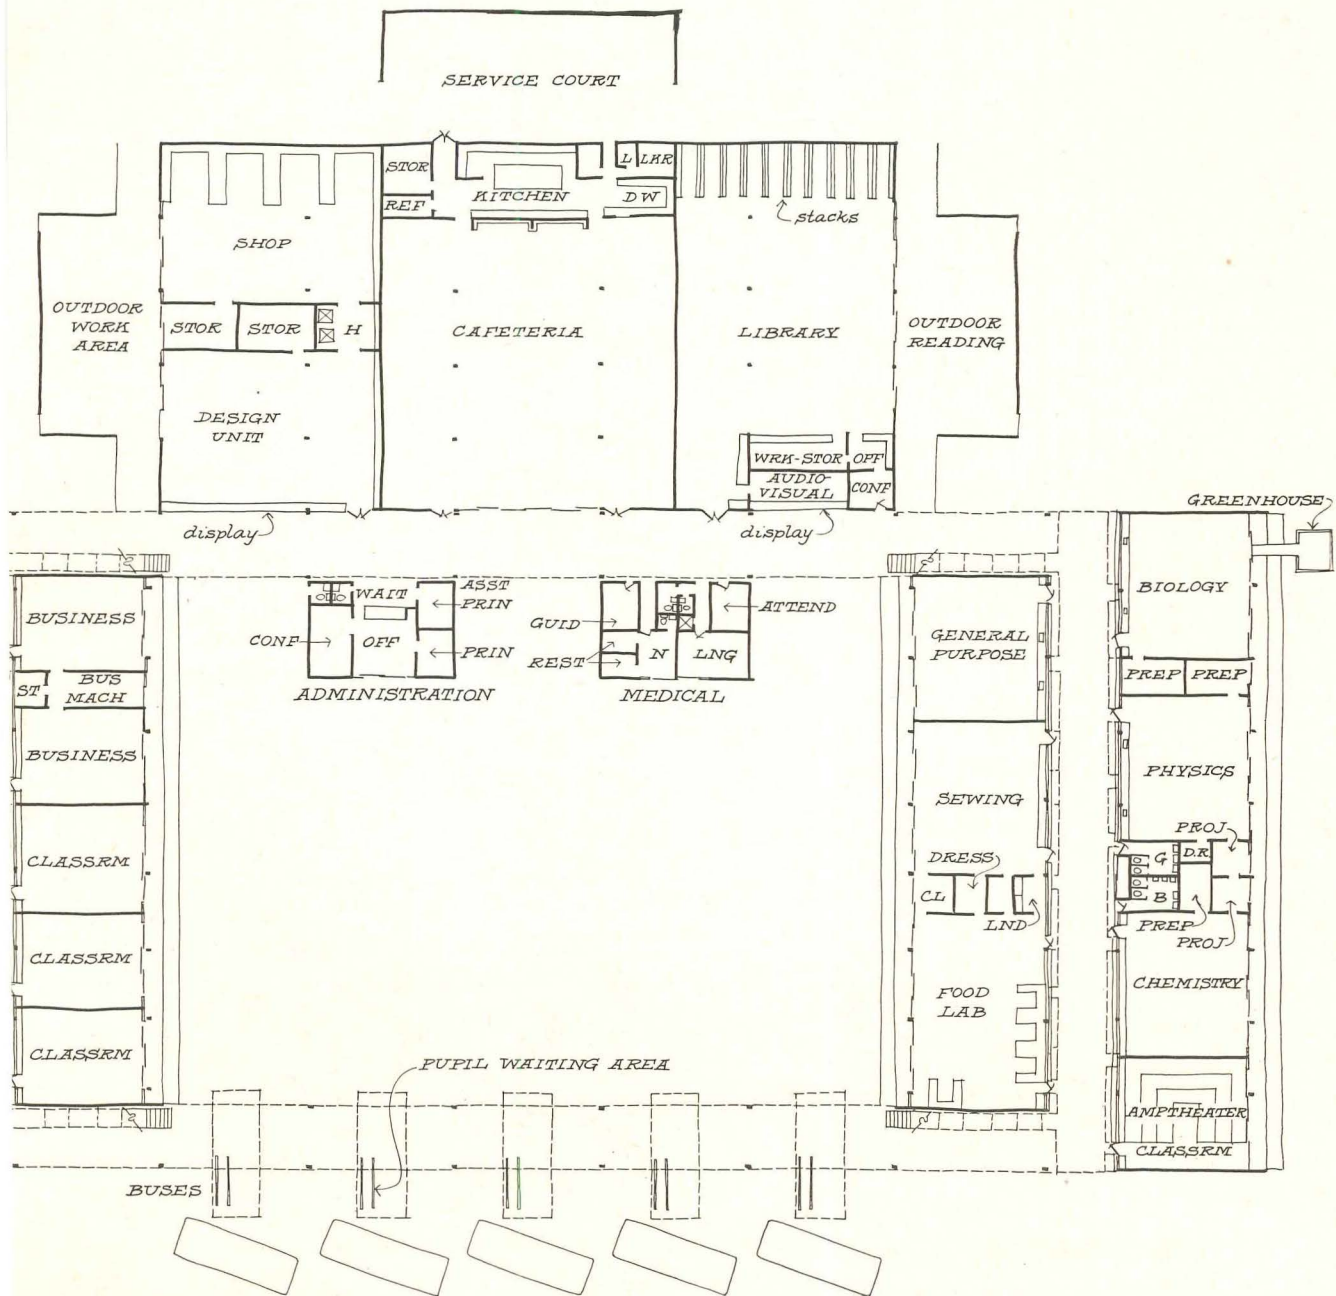 SERVICE COURT
STOR
L
LKR
KITCHEN
D W
REF
stacks
SHOP
OUTDOOR
WORK
AREA
STOR
STOR
H
CAFETERIA
LIBRARY
OUTDOOR
READING
DESIGN
UNIT
WRK-STOR
OFF
AUDIO-
VISUAL
CONF
GREENHOUSE
display
display
BIOLOGY
BUSINESS
WAIT
ASST
PRIN
ATTEND
GUID
CONF
OFF
PRIN
REST
N
LNG
GENERAL
PURPOSE
ST
BUS
MACH
ADMINISTRATION
MEDICAL
PREP
PREP
BUSINESS
PHYSICS
SEWING
PROJ
CLASSRM
DRESS
G
D.R.
CL
B
LND
PREP
PROJ
CLASSRM
CHEMISTRY
FOOD
LAB
CLASSRM
PUPIL WAITING AREA
AMPTHEATER
CLASSRM
BUSES